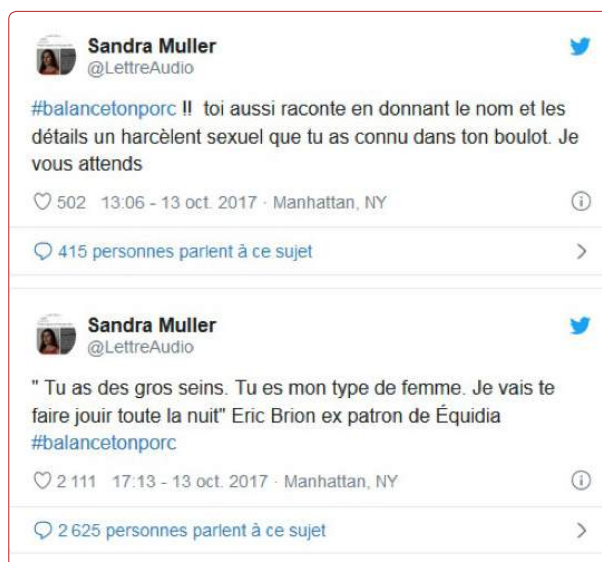 Sandra Muller
@LettreAudio
#balancetonporc !! toi aussi raconte en donnant le nom et les
détails un harcèlent sexuel que tu as connu dans ton boulot. Je
vous attends
502 13:06 - 13 oct. 2017 · Manhattan, NY
415 personnes parlent à ce sujet
Sandra Muller
@LettreAudio
" Tu as des gros seins. Tu es mon type de femme. Je vais te
faire jouir toute la nuit" Eric Brion ex patron de Équidia
#balancetonporc
2 111 17:13 - 13 oct. 2017 · Manhattan, NY
2 625 personnes parlent à ce sujet